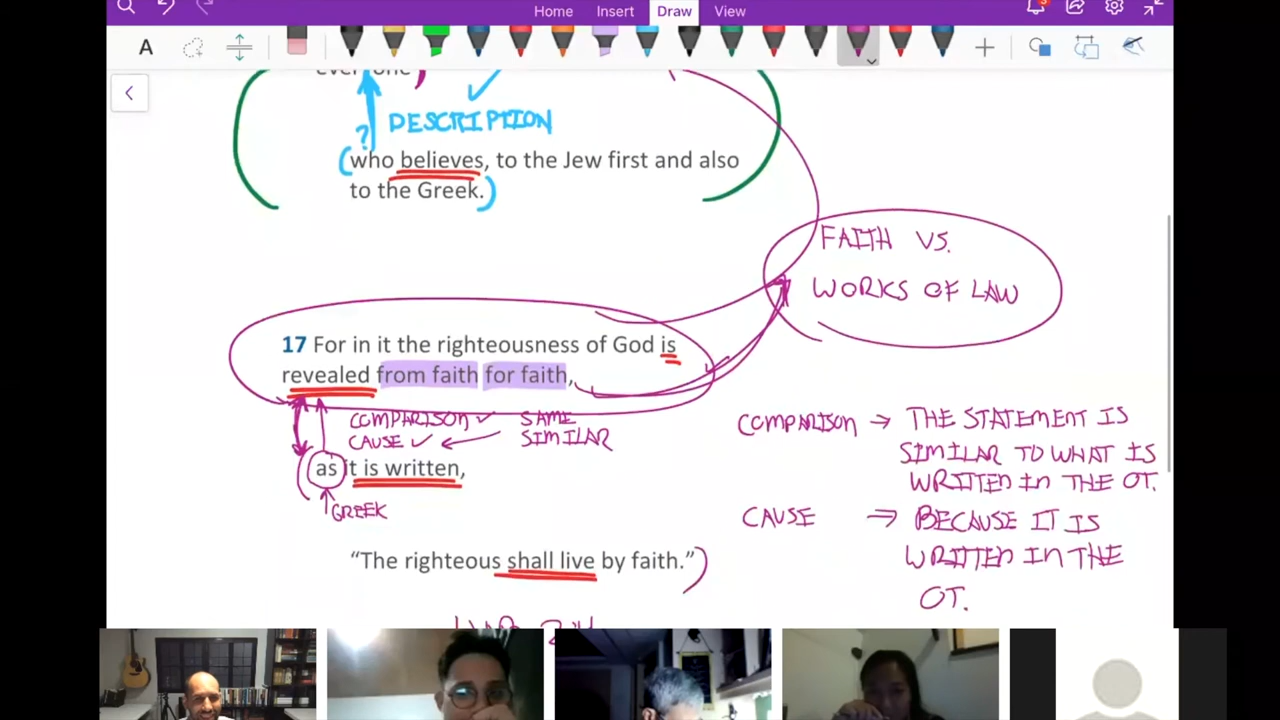 Home Insert Draw View
A
everyone,
DESCRIPTION
?
(who believes, to the Jew first and also
to the Greek.)
FAITH VS.
WORKS OF LAW
17 For in it the righteousness of God is
revealed from faith for faith,
COMPARISON ✓ SAME
CAUSE ✓ SIMILAR
(as it is written,
GREEK
“The righteous shall live by faith.”)
COMPARISON → THE STATEMENT IS
SIMILAR TO WHAT IS
WRITTEN IN THE OT.
CAUSE ⇒ BECAUSE IT IS
WRITTEN IN THE
OT.